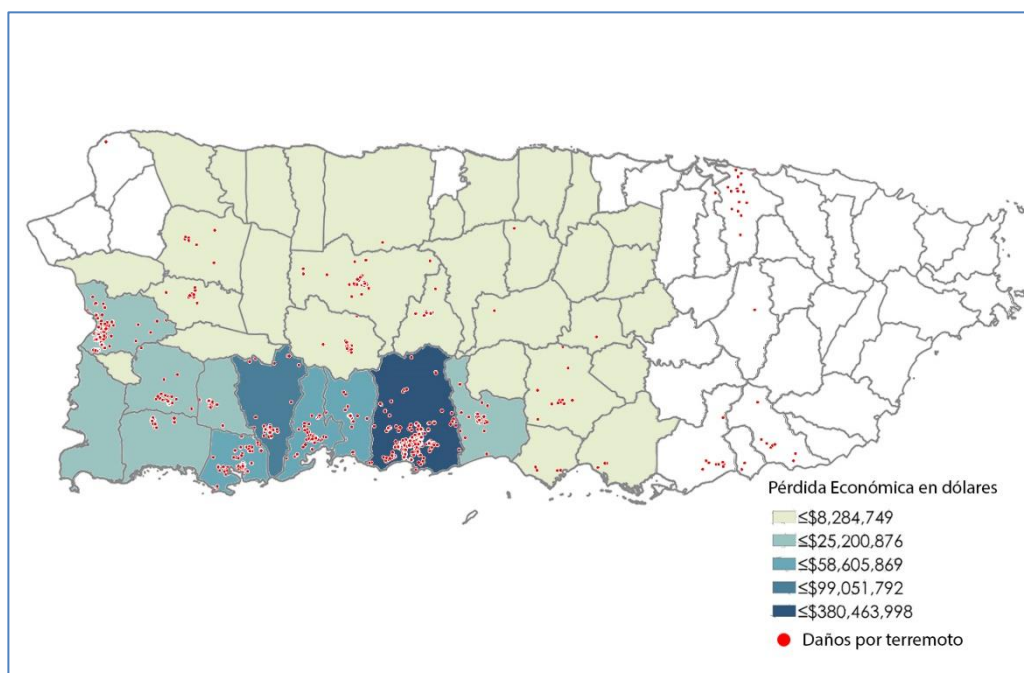 Pérdida Económica en dólares
≤$8,284,749
≤$25,200,876
≤$58,605,869
≤$99,051,792
≤$380,463,998
Daños por terremoto